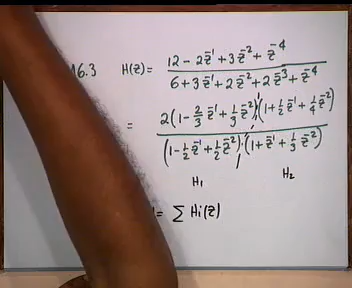 16.3 H(z) = (12 - 2z⁻¹ + 3z⁻² + z⁻⁴) / (6 + 3z⁻¹ + 2z⁻² + 2z⁻³ + z⁻⁴)
= 2(1 - 2/3 z⁻¹ + 1/3 z⁻²)(1 + 1/2 z⁻¹ + 1/4 z⁻²) / (1 - 1/2 z⁻¹ + 1/2 z⁻²)·(1 + z⁻¹ + 1/3 z⁻²)
H₁ H₂
= Σ Hi(z)